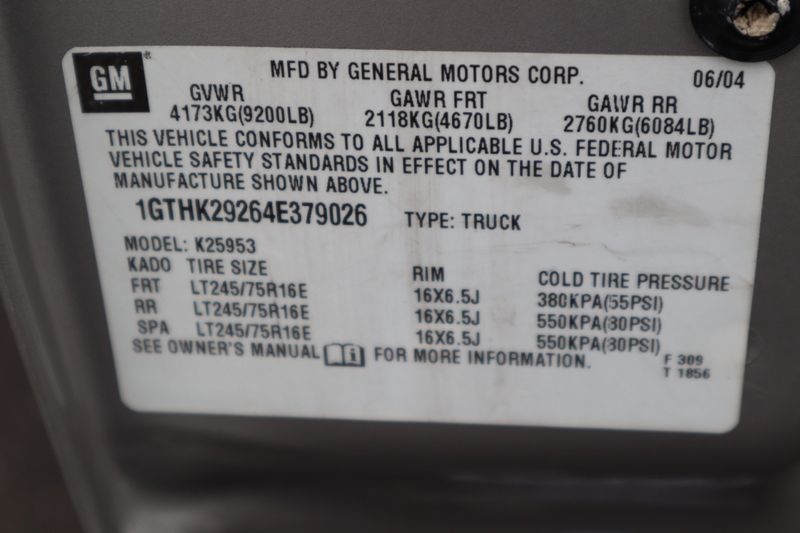 GM
MFD BY GENERAL MOTORS CORP. 06/04
GVWR GAWR FRT GAWR RR
4173KG(9200LB) 2118KG(4670LB) 2760KG(6084LB)
THIS VEHICLE CONFORMS TO ALL APPLICABLE U.S. FEDERAL MOTOR
VEHICLE SAFETY STANDARDS IN EFFECT ON THE DATE OF
MANUFACTURE SHOWN ABOVE.
1GTHK29264E379026 TYPE: TRUCK
MODEL: K25953
KADO TIRE SIZE RIM COLD TIRE PRESSURE
FRT LT245/75R16E 16X6.5J 380KPA(55PSI)
RR LT245/75R16E 16X6.5J 550KPA(80PSI)
SPA LT245/75R16E 16X6.5J 550KPA(80PSI)
SEE OWNER'S MANUAL FOR MORE INFORMATION.
F 309
T 1856